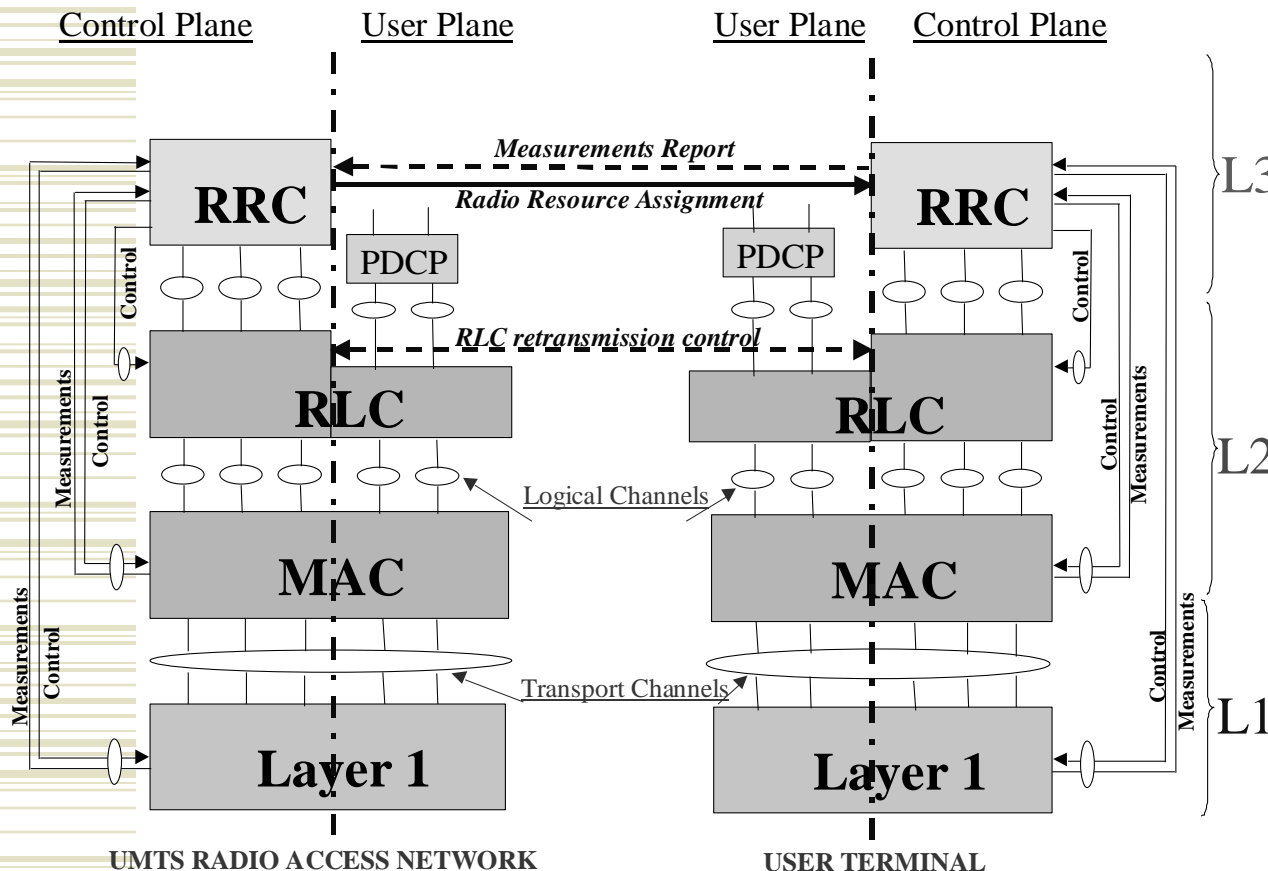 Control Plane
User Plane
User Plane
Control Plane
Measurements Report
RRC
Radio Resource Assignment
RRC
L3
PDCP
PDCP
Control
Control
RLC retransmission control
RLC
RLC
Measurements
Control
Control
Measurements
L2
Logical Channels
MAC
MAC
Measurements
Control
Control
Measurements
Transport Channels
L1
Layer 1
Layer 1
UMTS RADIO ACCESS NETWORK
USER TERMINAL